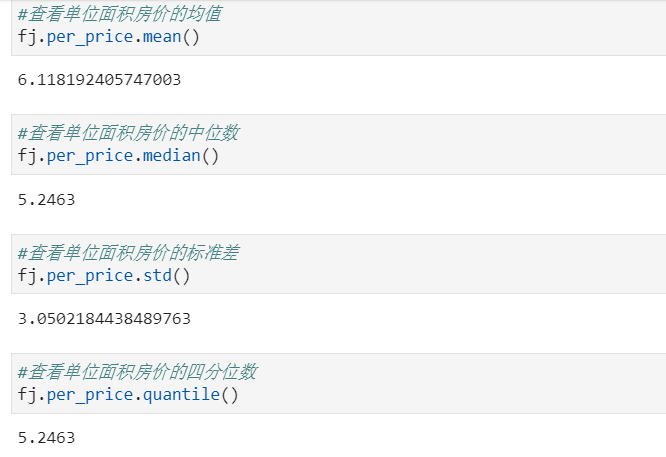 #查看单位面积房价的均值
fj.per_price.mean()
6.118192405747003
#查看单位面积房价的中位数
fj.per_price.median()
5.2463
#查看单位面积房价的标准差
fj.per_price.std()
3.0502184438489763
#查看单位面积房价的四分位数
fj.per_price.quantile()
5.2463